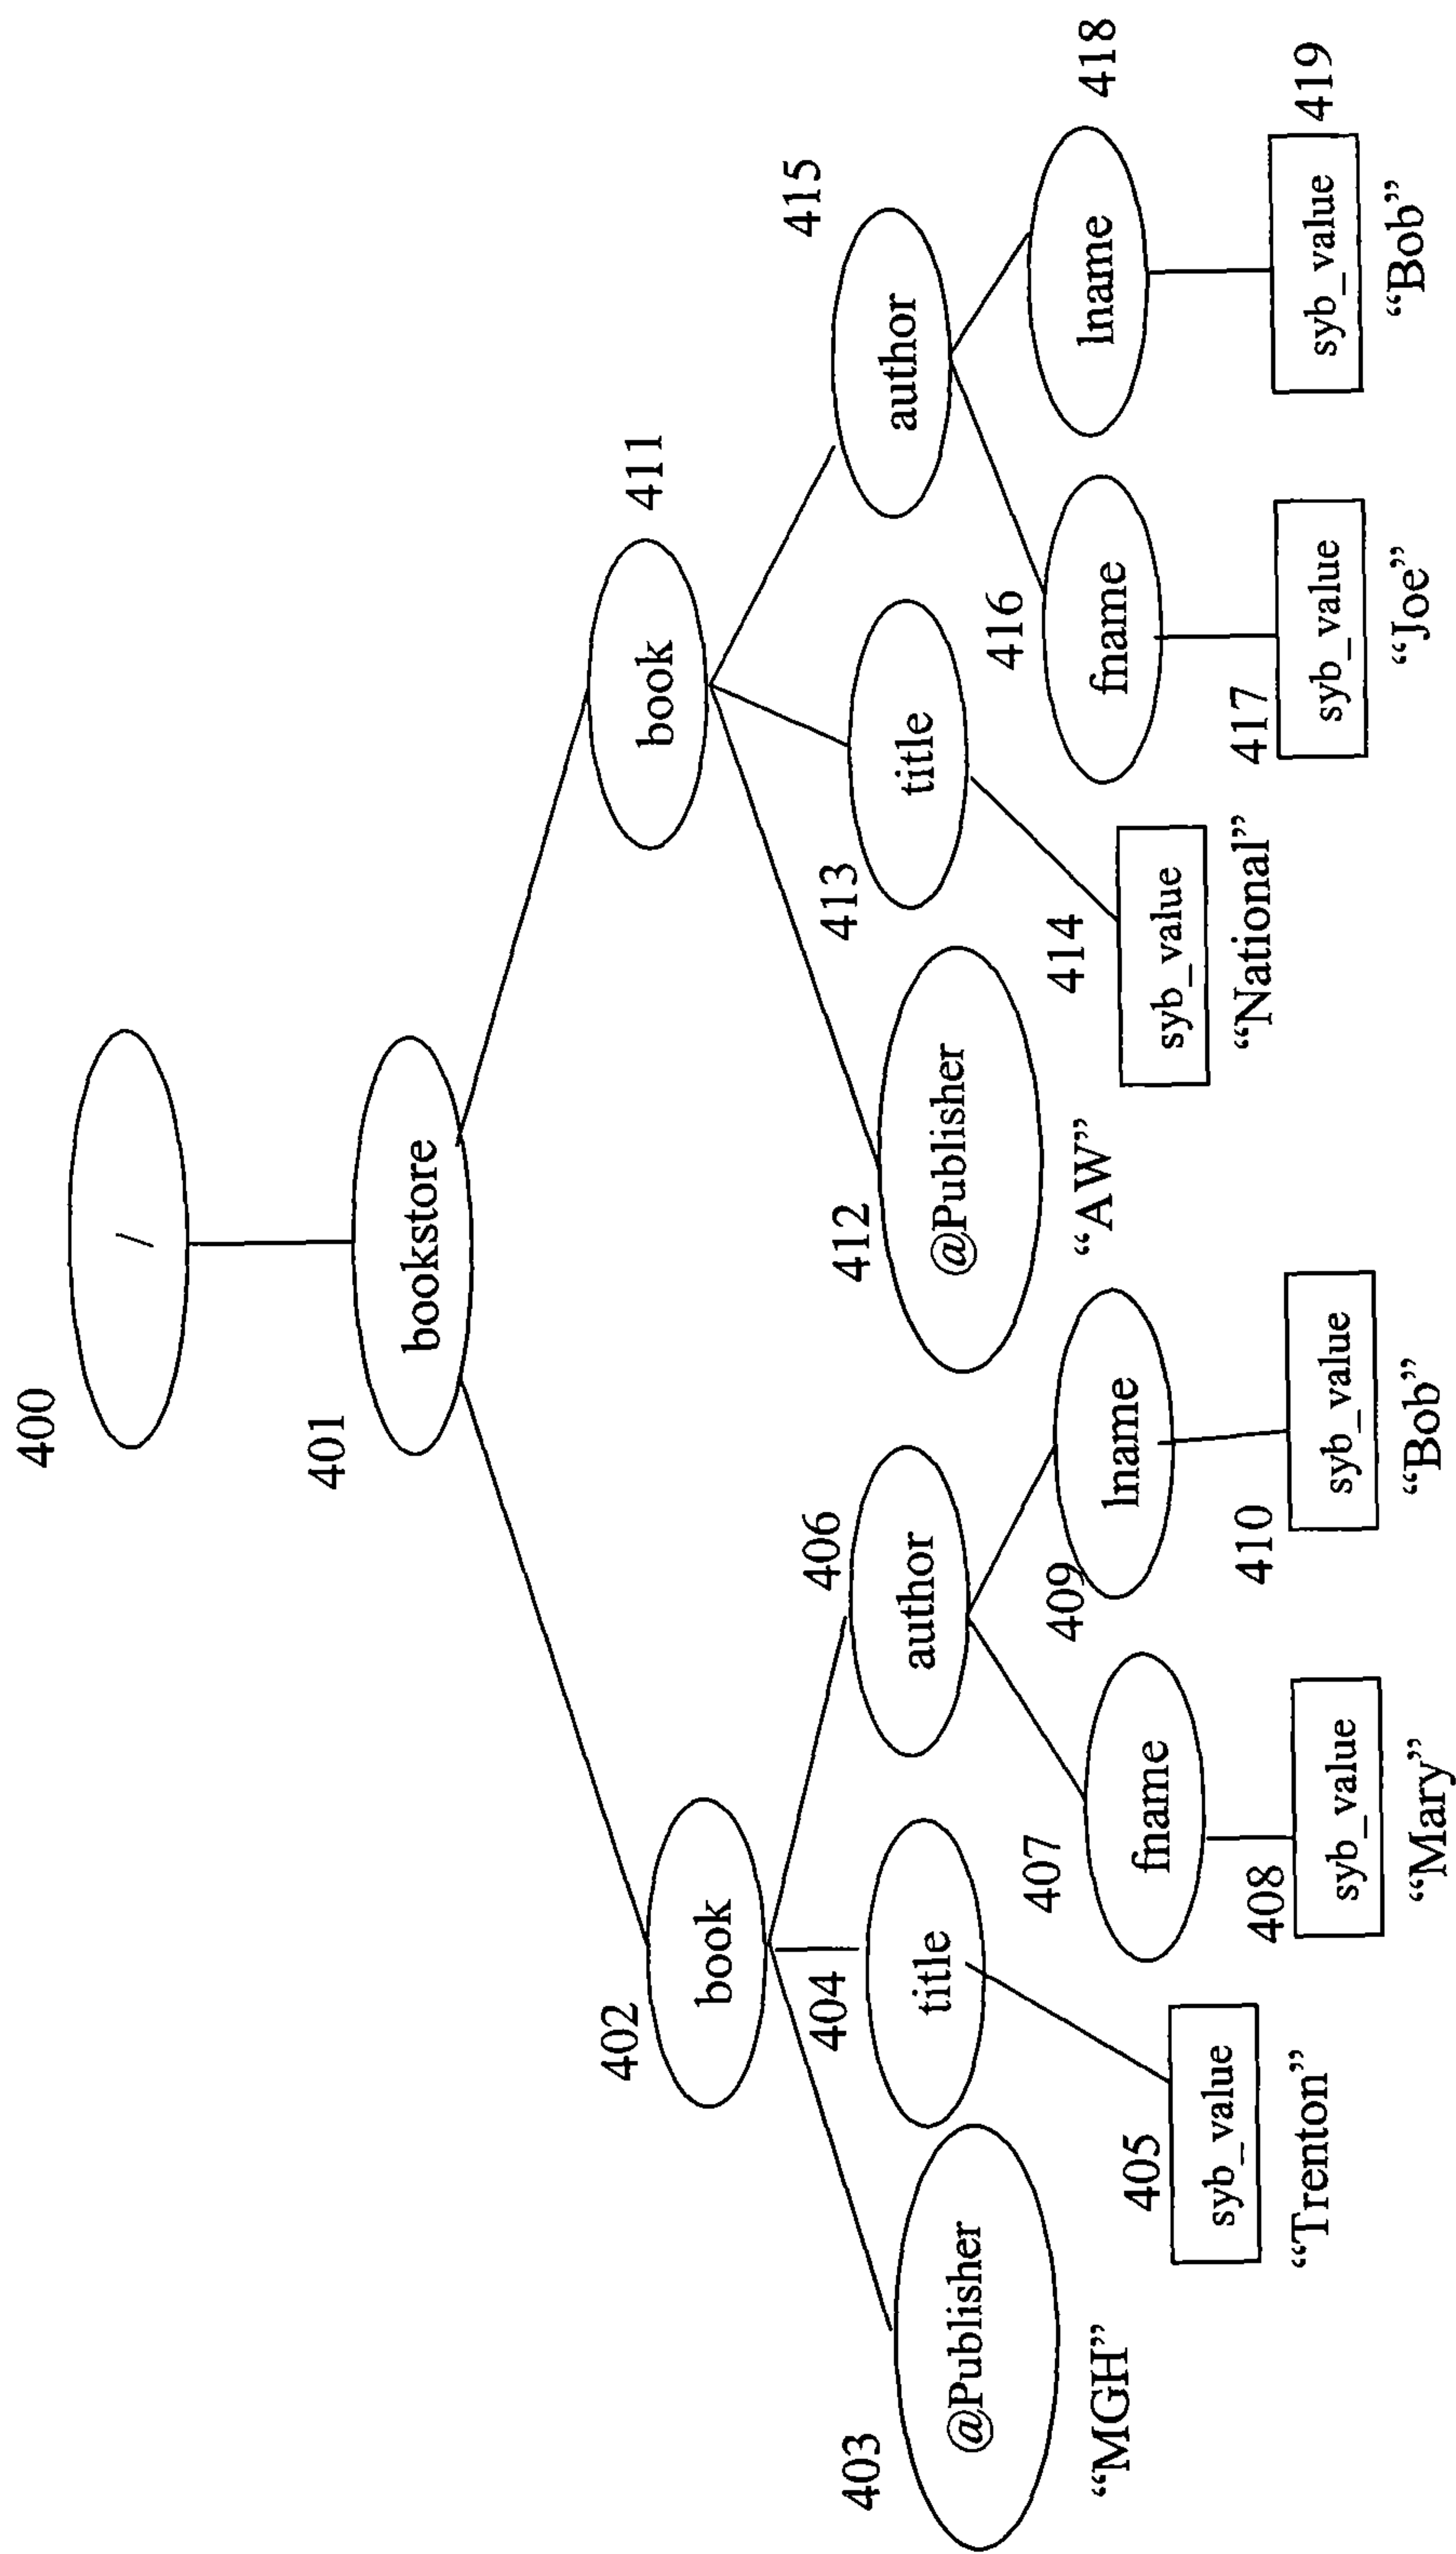 400
/
401
bookstore
402
book
411
book
403
@Publisher
“MGH”
404
title
405
syb_value
“Trenton”
406
author
407
fname
408
syb_value
“Mary”
409
lname
410
syb_value
“Bob”
412
@Publisher
“AW”
413
title
414
syb_value
“National”
415
author
416
fname
417
syb_value
“Joe”
418
lname
419
syb_value
“Bob”